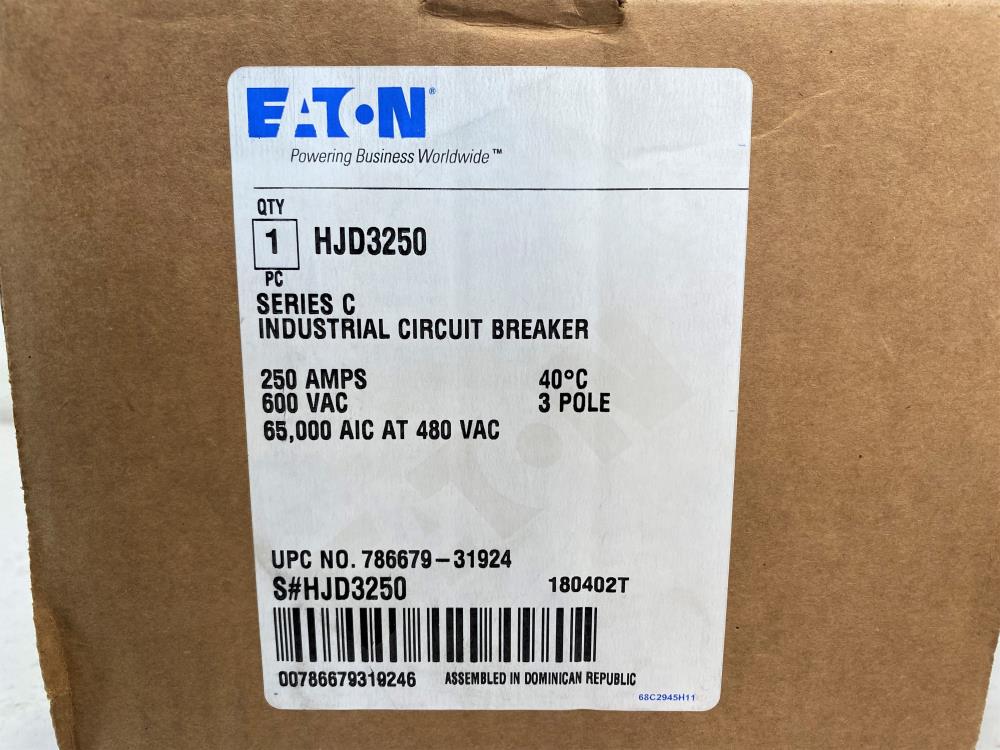 EATON®
Powering Business Worldwide™
QTY
1 HJD3250
PC
SERIES C
INDUSTRIAL CIRCUIT BREAKER
250 AMPS 40°C
600 VAC 3 POLE
65,000 AIC AT 480 VAC
EATON
UPC NO. 786679-31924
S#HJD3250 180402T
00786679319246 ASSEMBLED IN DOMINICAN REPUBLIC
68C2945H11